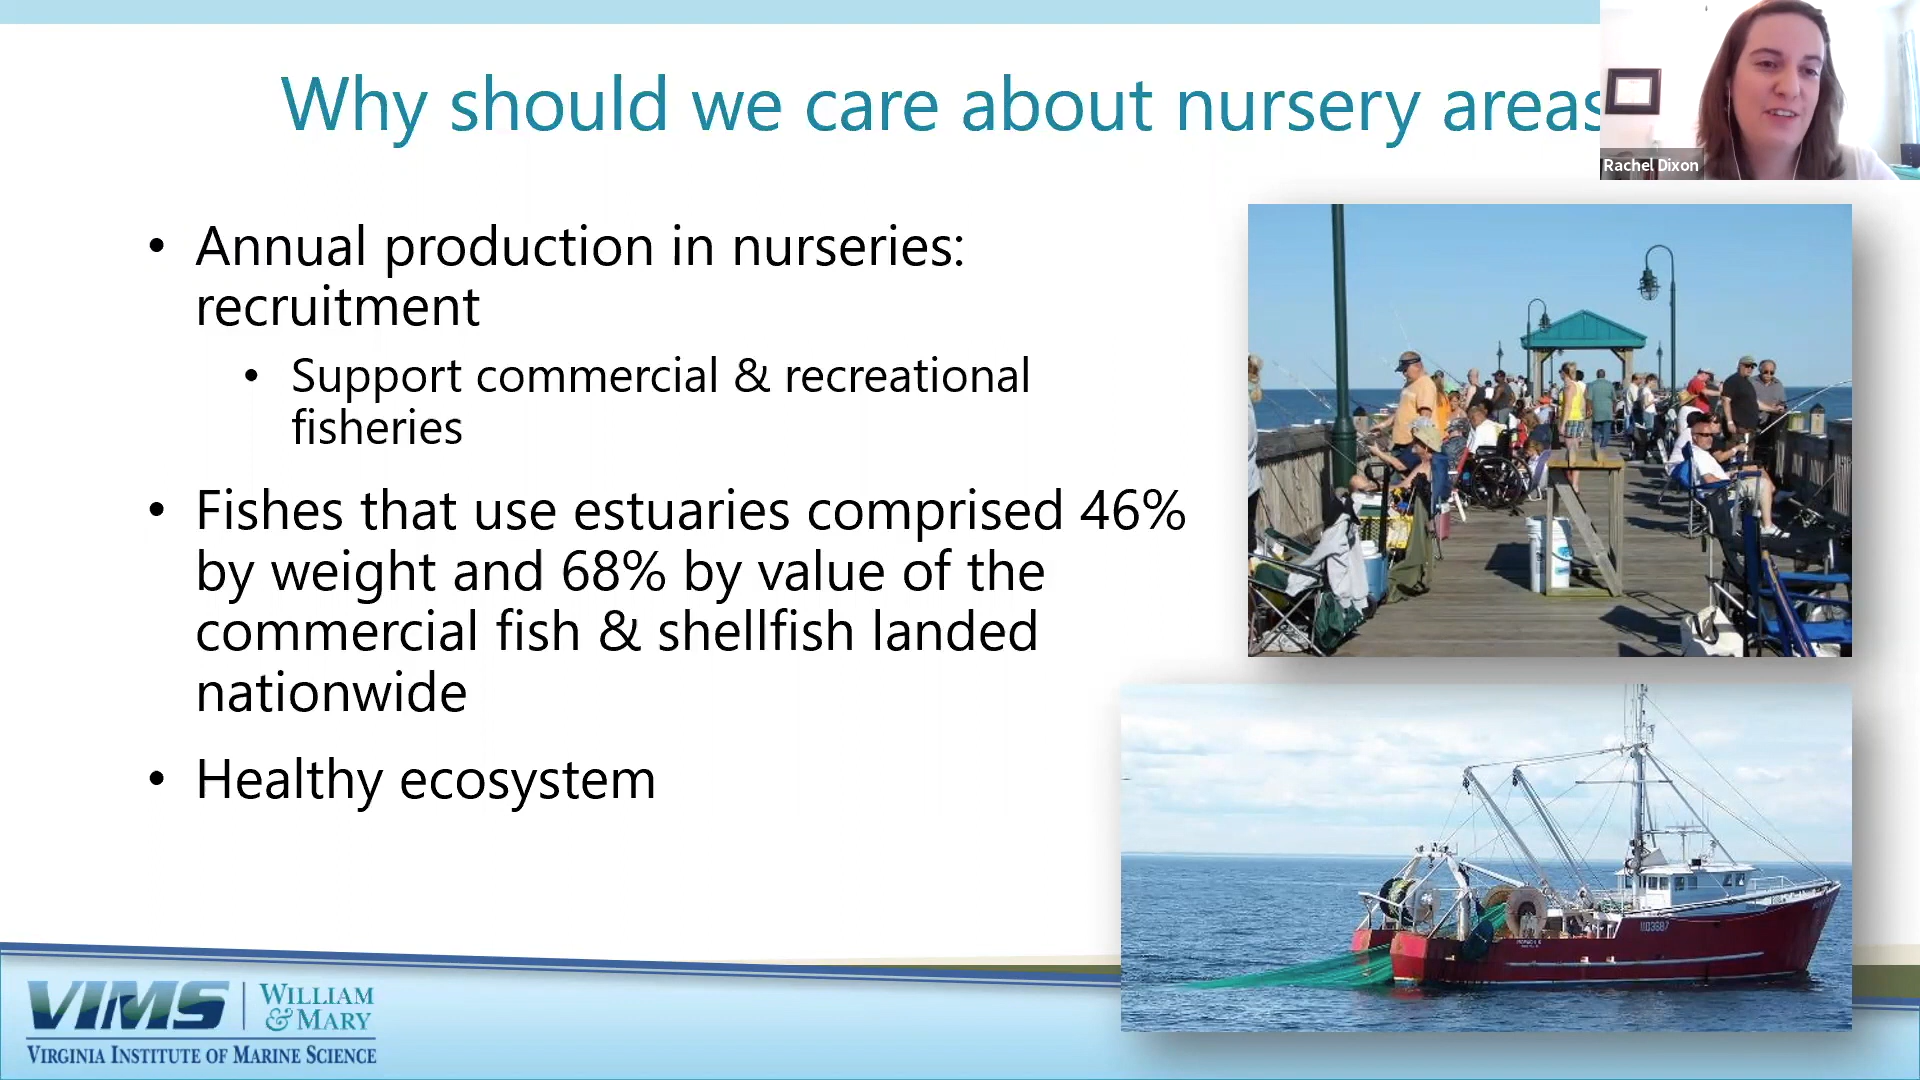 Why should we care about nursery areas
Rachel Dixon
• Annual production in nurseries:
recruitment
• Support commercial & recreational
fisheries
• Fishes that use estuaries comprised 46%
by weight and 68% by value of the
commercial fish & shellfish landed
nationwide
• Healthy ecosystem
VIMS
WILLIAM
& MARY
VIRGINIA INSTITUTE OF MARINE SCIENCE